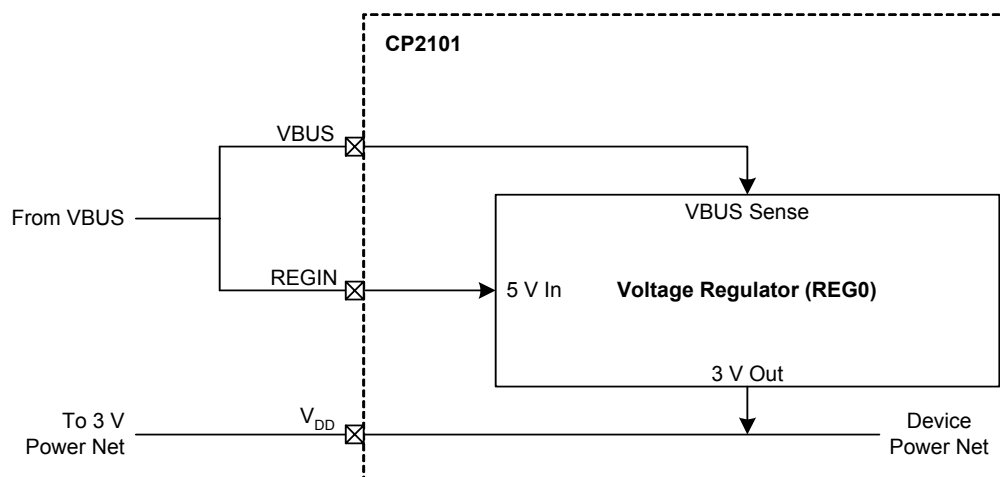 CP2101
VBUS
From VBUS
VBUS Sense
REGIN
5 V In
Voltage Regulator (REG0)
3 V Out
To 3 V
Power Net
V_DD
Device
Power Net